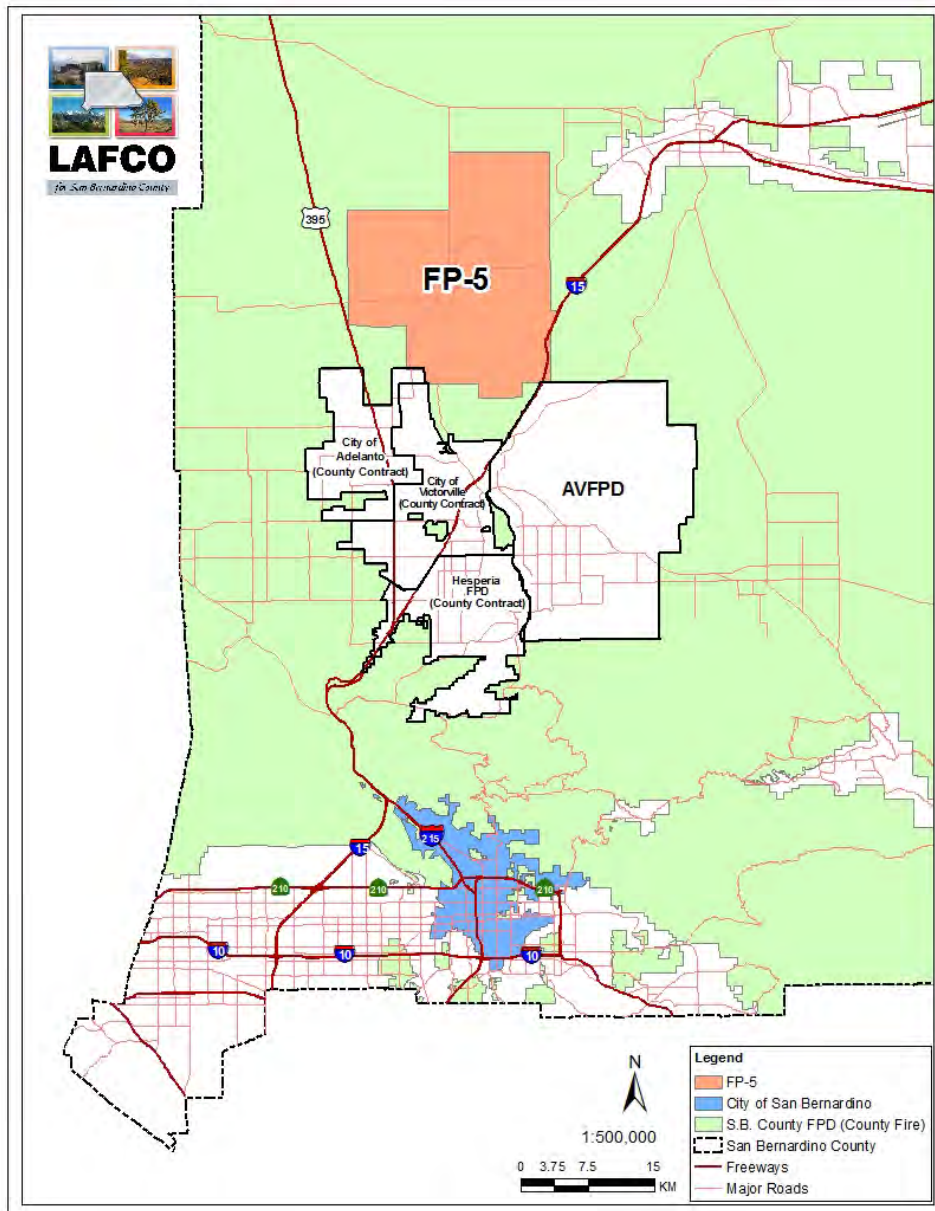 LAFCO
for San Bernardino County
395
FP-5
15
City of
Adelanto
(County Contract)
City of
Victorville
(County Contract)
AVFPD
Hesperia
FPD
(County Contract)
215
15
210
210
210
10
10
10
N
1:500,000
0 3.75 7.5 15
KM
Legend
FP-5
City of San Bernardino
S.B. County FPD (County Fire)
San Bernardino County
Freeways
Major Roads